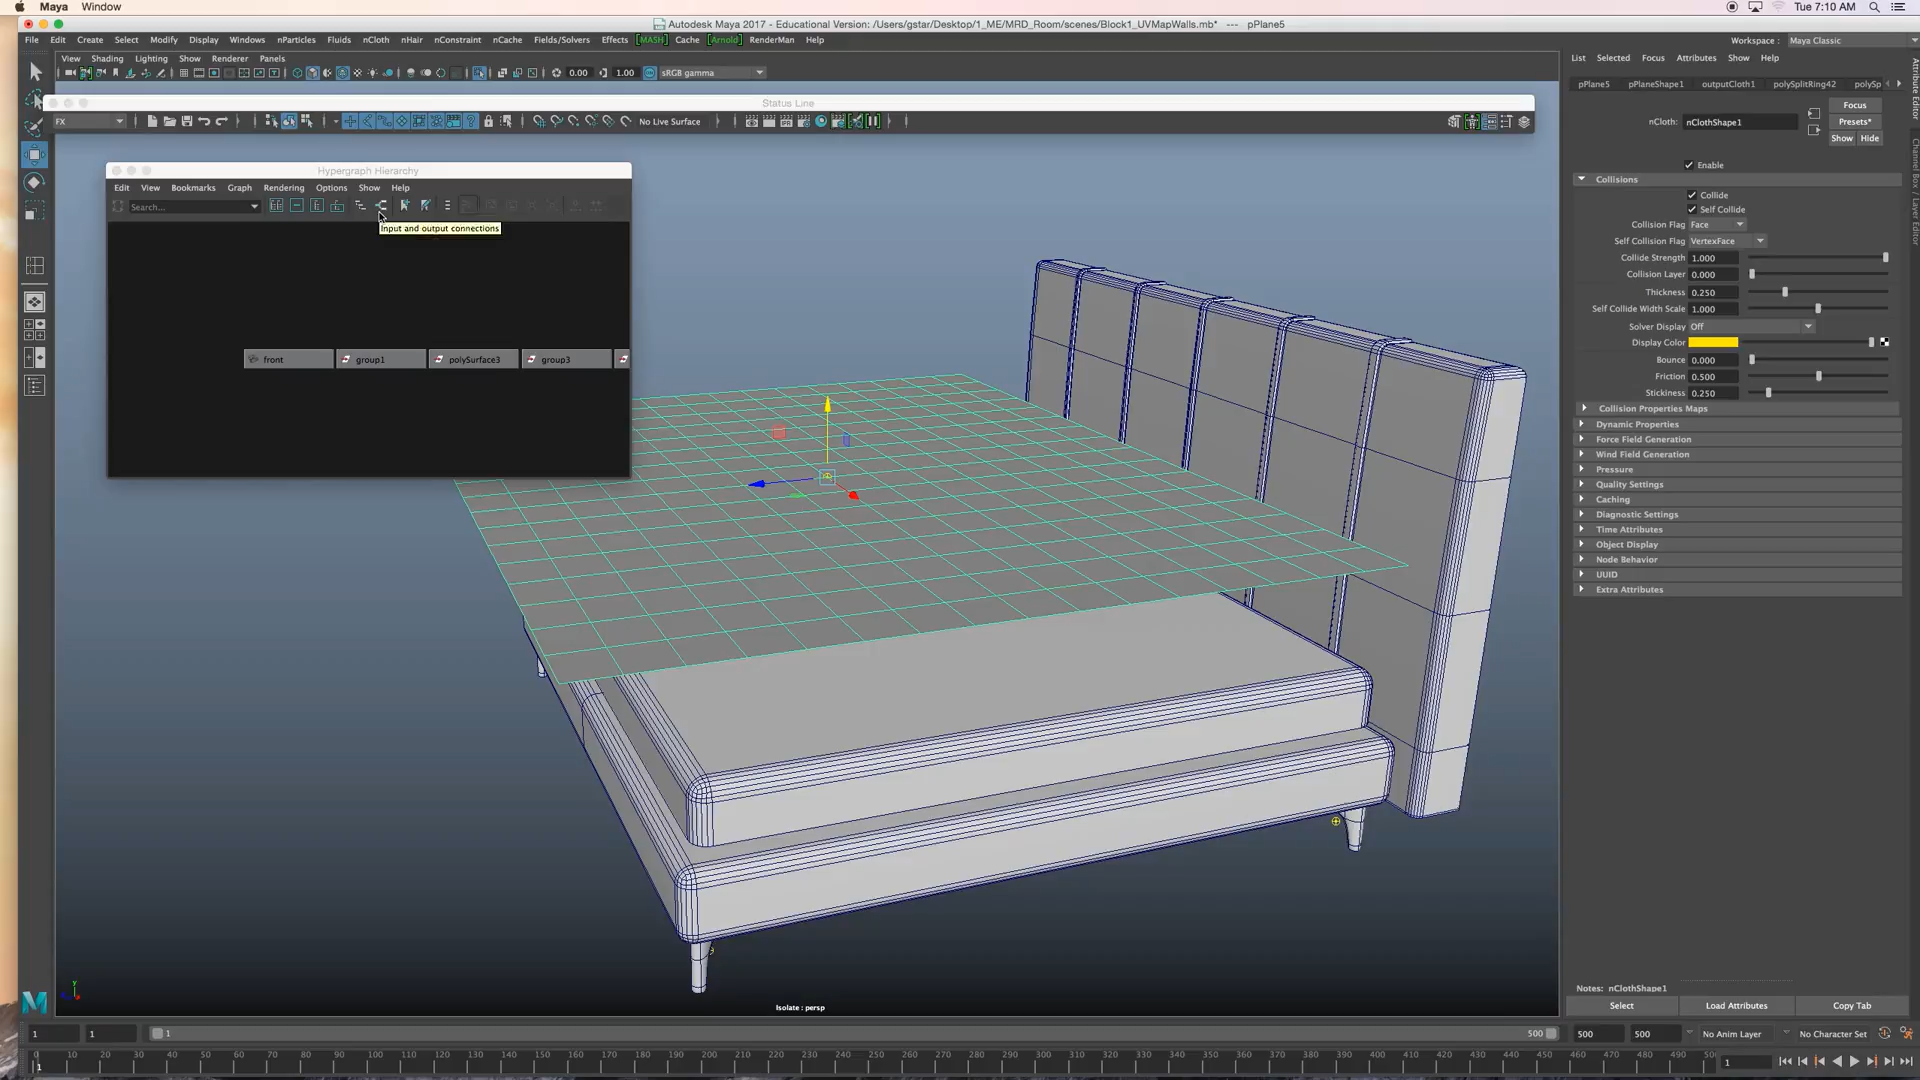 Maya Window
Tue 7:10 AM
Autodesk Maya 2017 - Educational Version: /Users/gstar/Desktop/1_ME/MRD_Room/scenes/Block1_UVMapWalls.mb* --- pPlane5
File Edit Create Select Modify Display Windows nParticles Fluids nCloth nHair nConstraint nCache Fields/Solvers Effects [MASH] Cache [Arnold] RenderMan Help
Workspace : Maya Classic
View Shading Lighting Show Renderer Panels
List Selected Focus Attributes Show Help
0.00 1.00 sRGB gamma
pPlane5 pPlaneShape1 outputCloth1 polySplitRing42 polySp
Status Line
FX
No Live Surface
Focus
nCloth: nClothShape1 Presets*
Show Hide
Enable
Attribute Editor
Channel Box / Layer Editor
Hypergraph Hierarchy
Edit View Bookmarks Graph Rendering Options Show Help
Search...
Input and output connections
front group1 polySurface3 group3
Collisions
Collide
Self Collide
Collision Flag Face
Self Collision Flag VertexFace
Collide Strength 1.000
Collision Layer 0.000
Thickness 0.250
Self Collide Width Scale 1.000
Solver Display Off
Display Color
Bounce 0.000
Friction 0.500
Stickiness 0.250
Collision Properties Maps
Dynamic Properties
Force Field Generation
Wind Field Generation
Pressure
Quality Settings
Caching
Diagnostic Settings
Time Attributes
Object Display
Node Behavior
UUID
Extra Attributes
Notes: nClothShape1
Select Load Attributes Copy Tab
y
Isolate : persp
1 1 1 500 500 500 No Anim Layer No Character Set
0 10 20 30 40 50 60 70 80 90 100 110 120 130 140 150 160 170 180 190 200 210 220 230 240 250 260 270 280 290 300 310 320 330 340 350 360 370 380 390 400 410 420 430 440 450 460 470 480 490 50
1 1